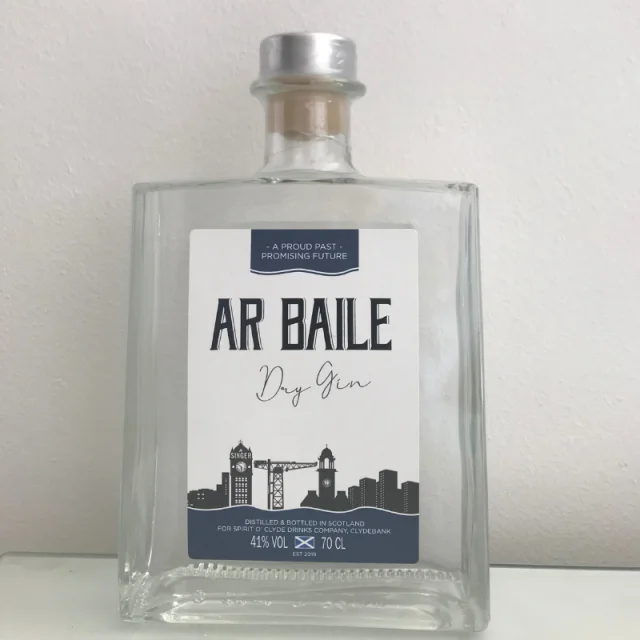 - A PROUD PAST -
PROMISING FUTURE
AR BAILE
Dry Gin
SINGER
DISTILLED & BOTTLED IN SCOTLAND
FOR SPIRIT O' CLYDE DRINKS COMPANY, CLYDEBANK
41% VOL 70 CL
EST 2019